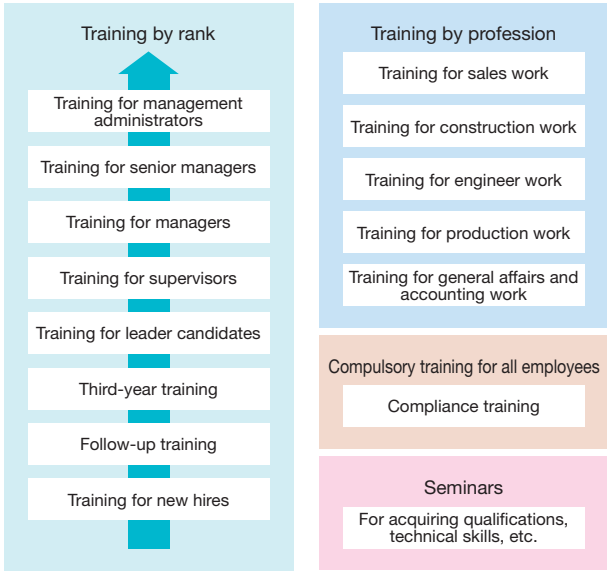 Training by rank
Training for management
administrators
Training for senior managers
Training for managers
Training for supervisors
Training for leader candidates
Third-year training
Follow-up training
Training for new hires
Training by profession
Training for sales work
Training for construction work
Training for engineer work
Training for production work
Training for general affairs and
accounting work
Compulsory training for all employees
Compliance training
Seminars
For acquiring qualifications,
technical skills, etc.